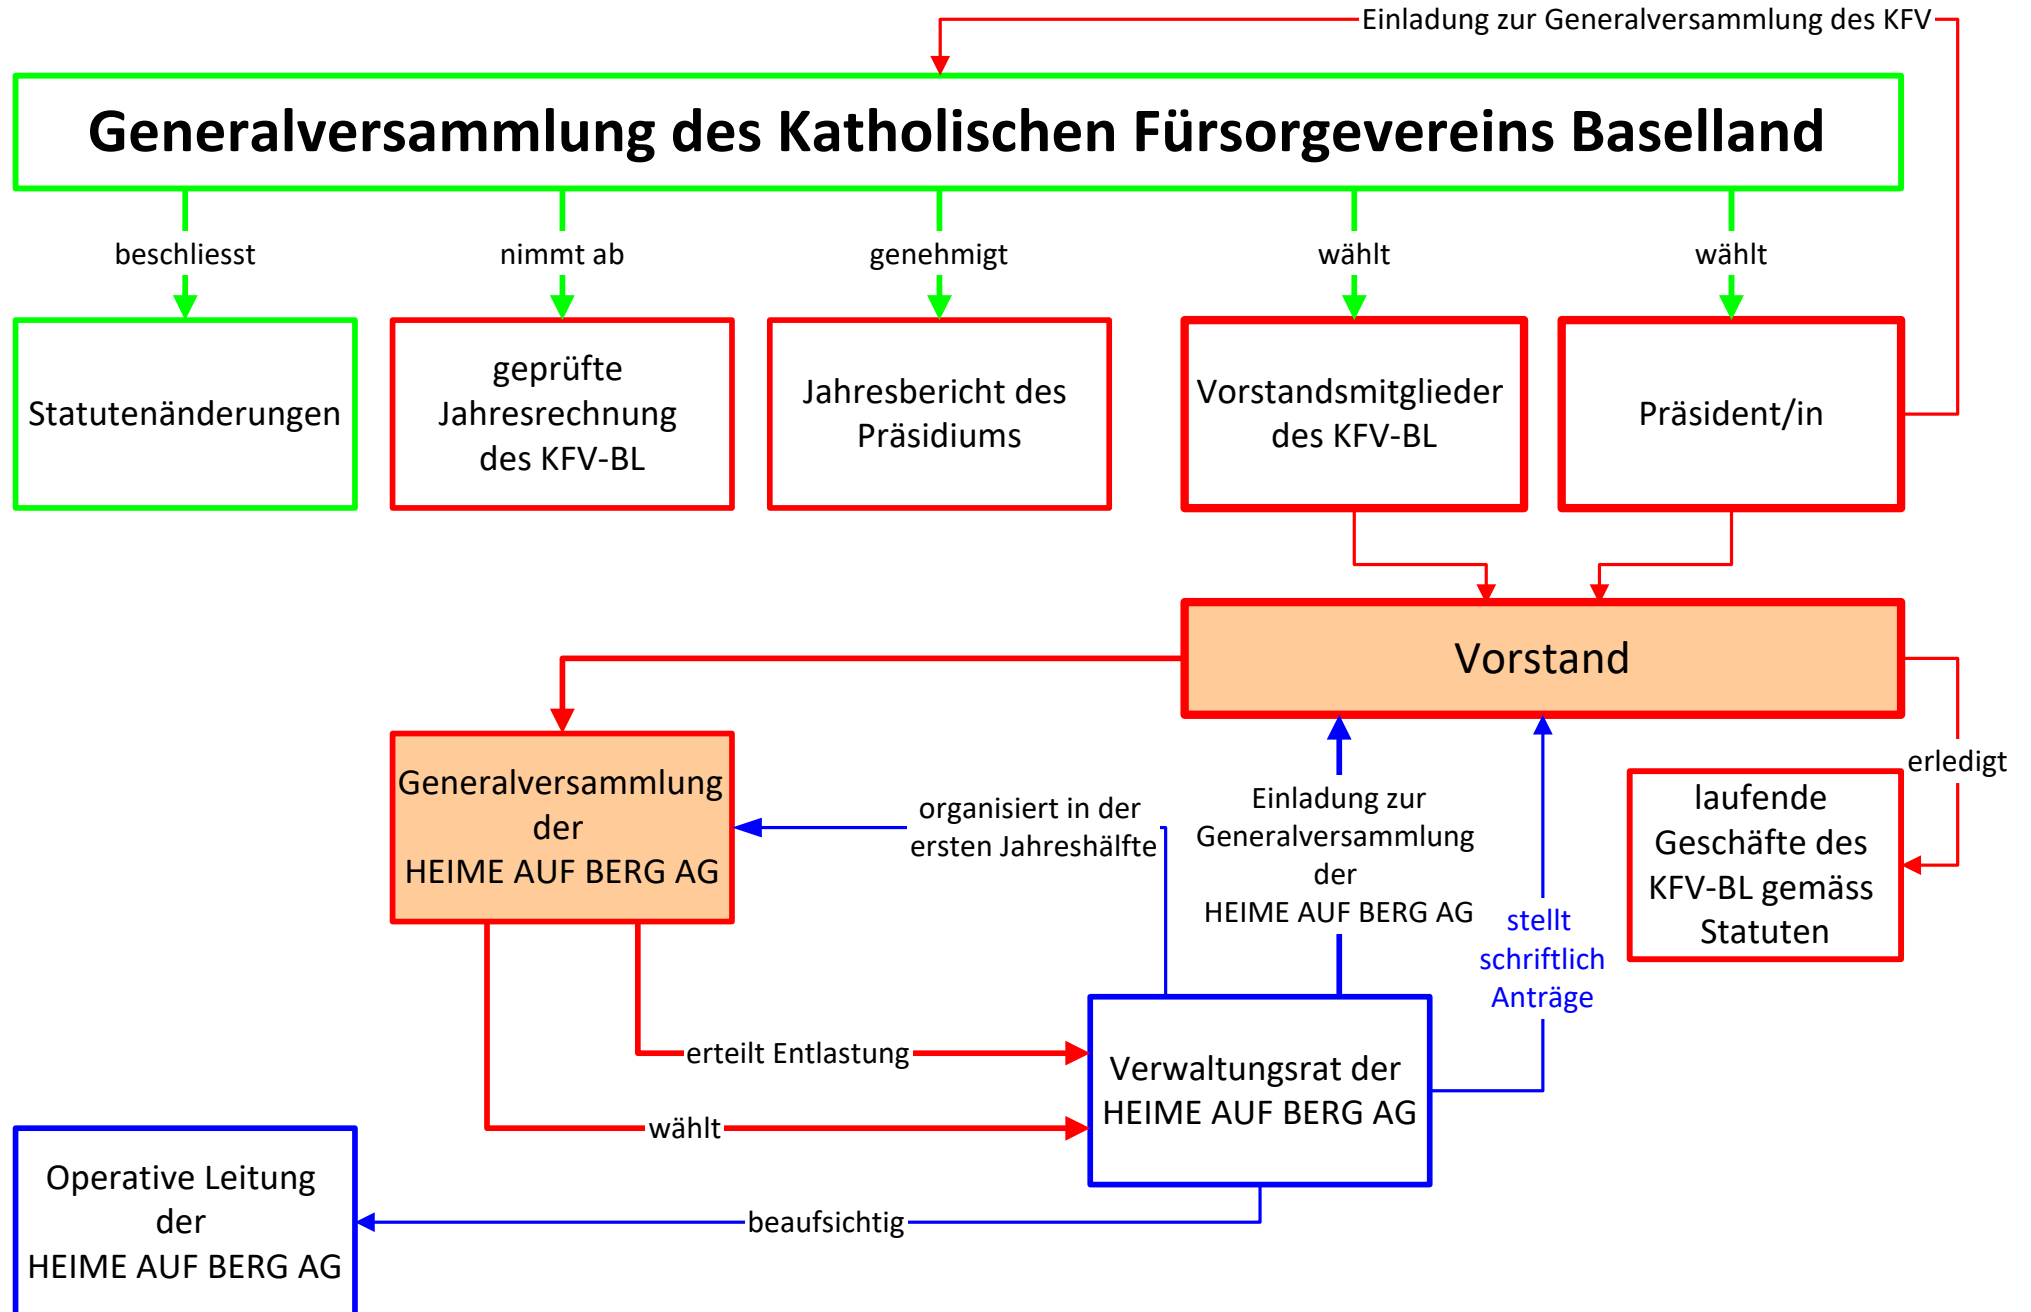 Einladung zur Generalversammlung des KFV
Generalversammlung des Katholischen Fürsorgevereins Baselland
beschliesst
nimmt ab
genehmigt
wählt
wählt
Statutenänderungen
geprüfte
Jahresrechnung
des KFV-BL
Jahresbericht des
Präsidiums
Vorstandsmitglieder
des KFV-BL
Präsident/in
Vorstand
erledigt
Generalversammlung
der
HEIME AUF BERG AG
organisiert in der
ersten Jahreshälfte
Einladung zur
Generalversammlung
der
HEIME AUF BERG AG
stellt
schriftlich
Anträge
laufende
Geschäfte des
KFV-BL gemäss
Statuten
erteilt Entlastung
wählt
Verwaltungsrat der
HEIME AUF BERG AG
beaufsichtig
Operative Leitung
der
HEIME AUF BERG AG